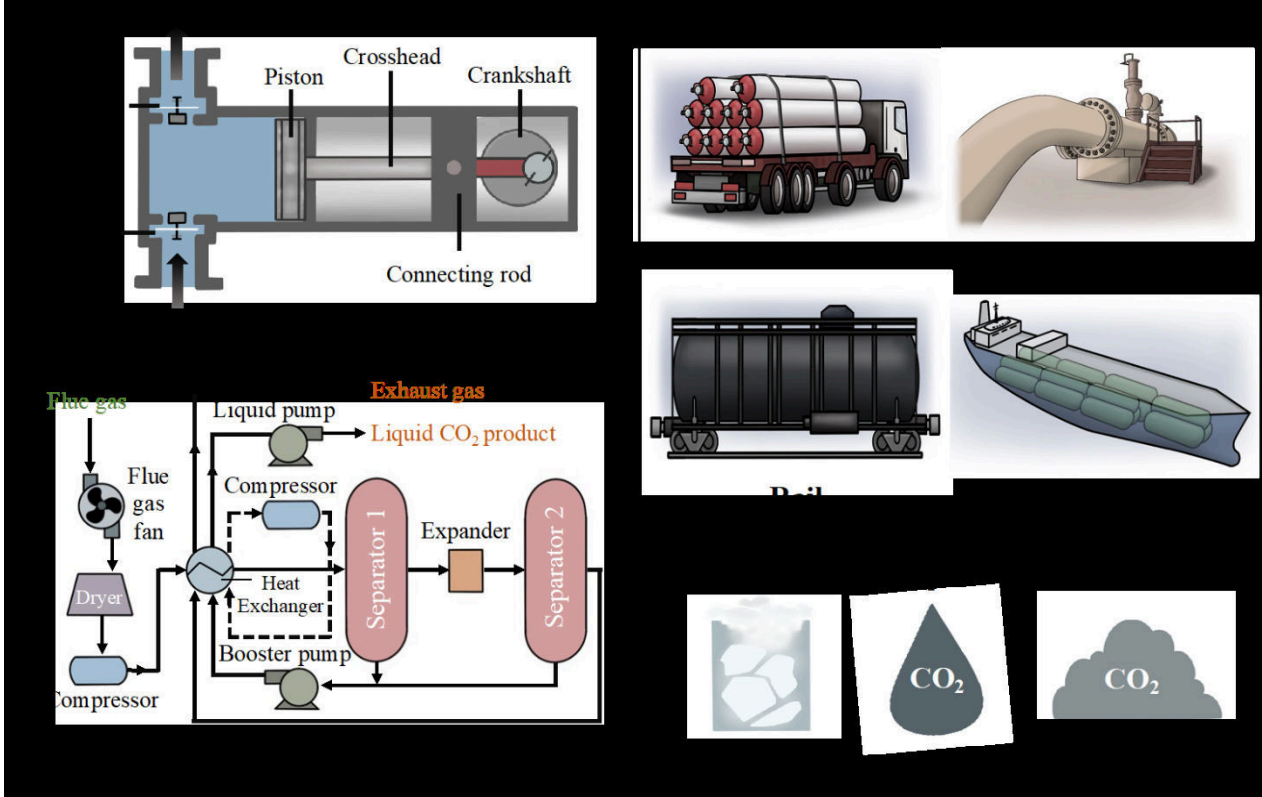 Crosshead
Piston
Crankshaft
Connecting rod
Flue gas
Exhaust gas
Liquid pump
Liquid CO₂ product
Flue
gas
fan
Compressor
Expander
Separator 1
Separator 2
Heat
Exchanger
Dryer
Booster pump
Compressor
CO₂
CO₂